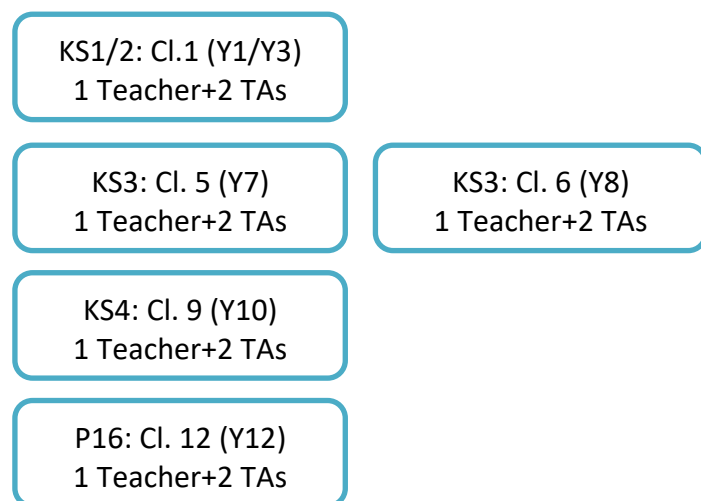 KS1/2: Cl.1 (Y1/Y3)
1 Teacher+2 TAs
KS3: Cl. 5 (Y7)
1 Teacher+2 TAs
KS3: Cl. 6 (Y8)
1 Teacher+2 TAs
KS4: Cl. 9 (Y10)
1 Teacher+2 TAs
P16: Cl. 12 (Y12)
1 Teacher+2 TAs